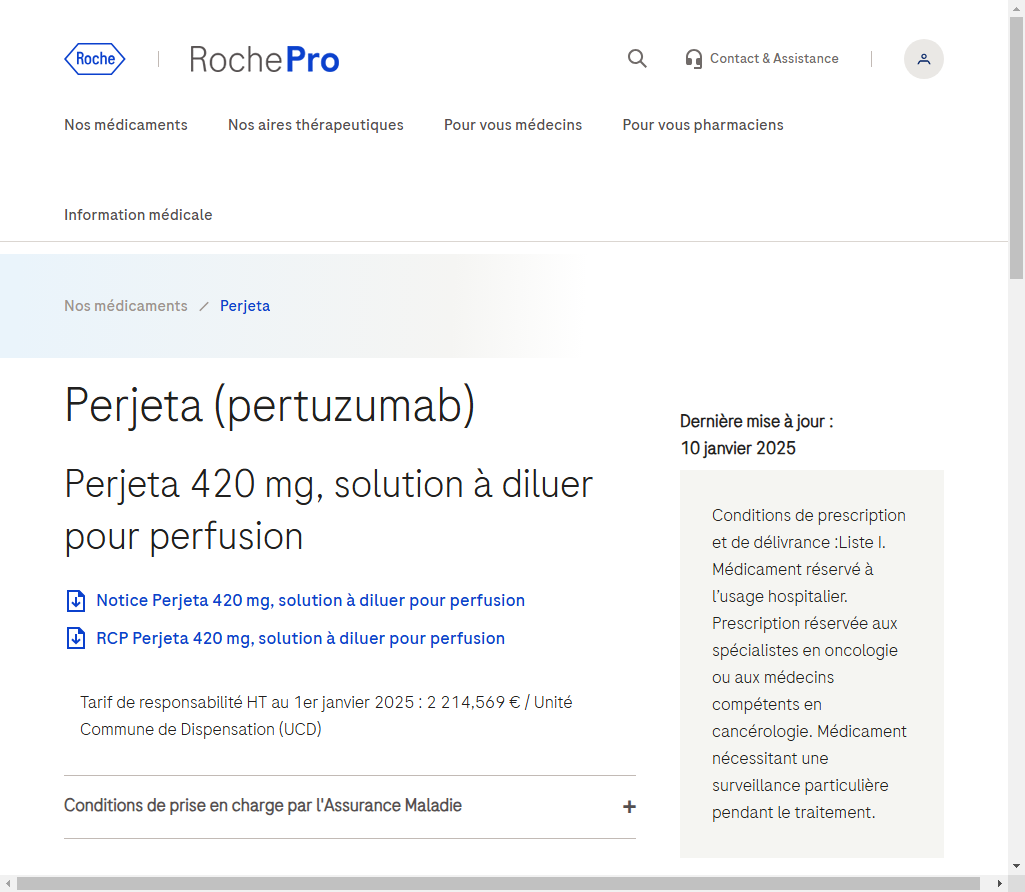 Roche
RochePro
Contact & Assistance
Nos médicaments
Nos aires thérapeutiques
Pour vous médecins
Pour vous pharmaciens
Information médicale
Nos médicaments / Perjeta
Perjeta (pertuzumab)
Perjeta 420 mg, solution à diluer
pour perfusion
Notice Perjeta 420 mg, solution à diluer pour perfusion
RCP Perjeta 420 mg, solution à diluer pour perfusion
Tarif de responsabilité HT au 1er janvier 2025 : 2 214,569 € / Unité
Commune de Dispensation (UCD)
Conditions de prise en charge par l'Assurance Maladie
Dernière mise à jour :
10 janvier 2025
Conditions de prescription
et de délivrance :Liste I.
Médicament réservé à
l’usage hospitalier.
Prescription réservée aux
spécialistes en oncologie
ou aux médecins
compétents en
cancérologie. Médicament
nécessitant une
surveillance particulière
pendant le traitement.